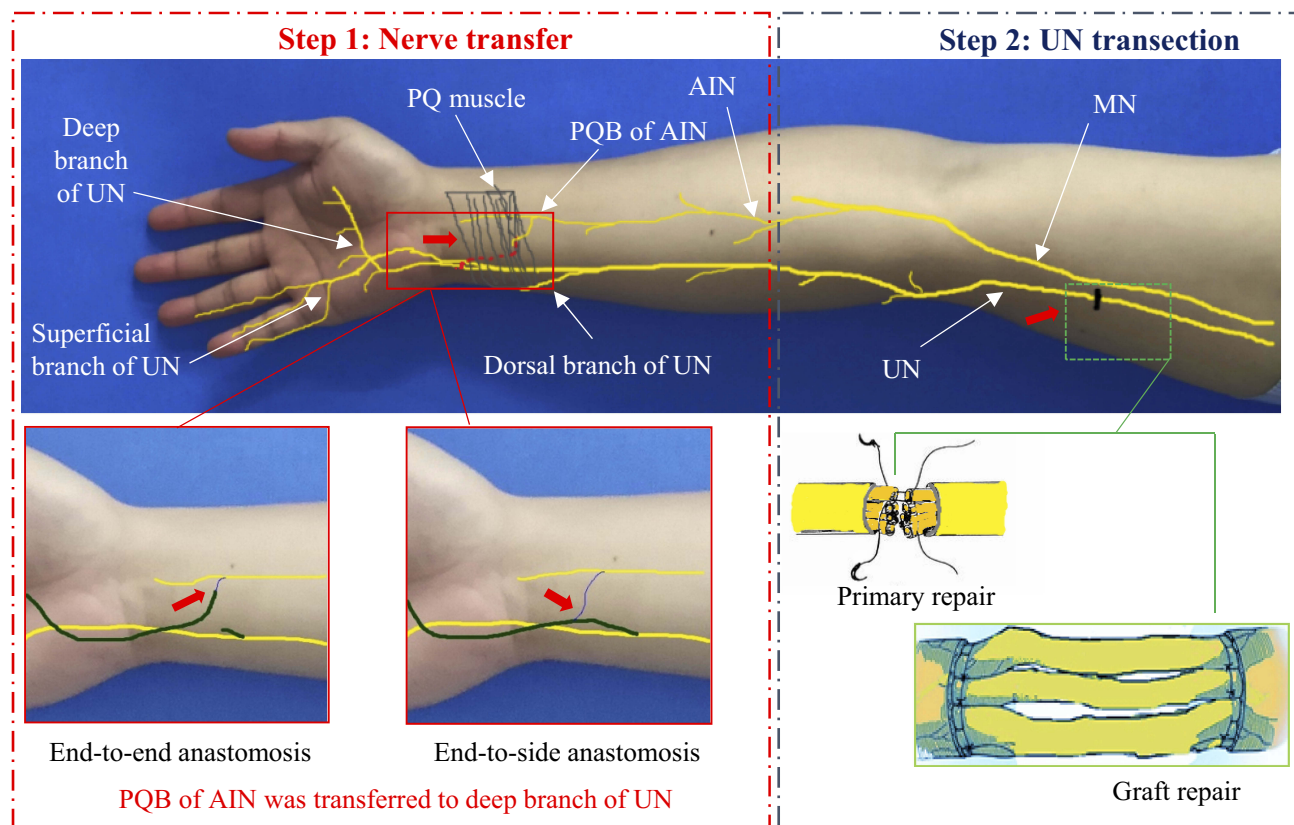 Step 1: Nerve transfer
Step 2: UN transection
PQ muscle
AIN
MN
Deep
branch
of UN
PQB of AIN
Superficial
branch of UN
Dorsal branch of UN
UN
Primary repair
End-to-end anastomosis
End-to-side anastomosis
Graft repair
PQB of AIN was transferred to deep branch of UN